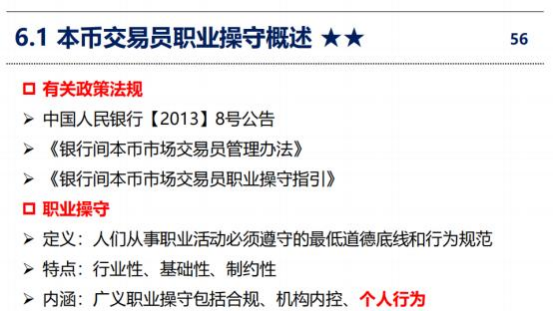 6.1 本币交易员职业操守概述 ★★ 56
有关政策法规
中国人民银行【2013】8号公告
《银行间本币市场交易员管理办法》
《银行间本币市场交易员职业操守指引》
职业操守
定义：人们从事职业活动必须遵守的最低道德底线和行为规范
特点：行业性、基础性、制约性
内涵：广义职业操守包括合规、机构内控、个人行为